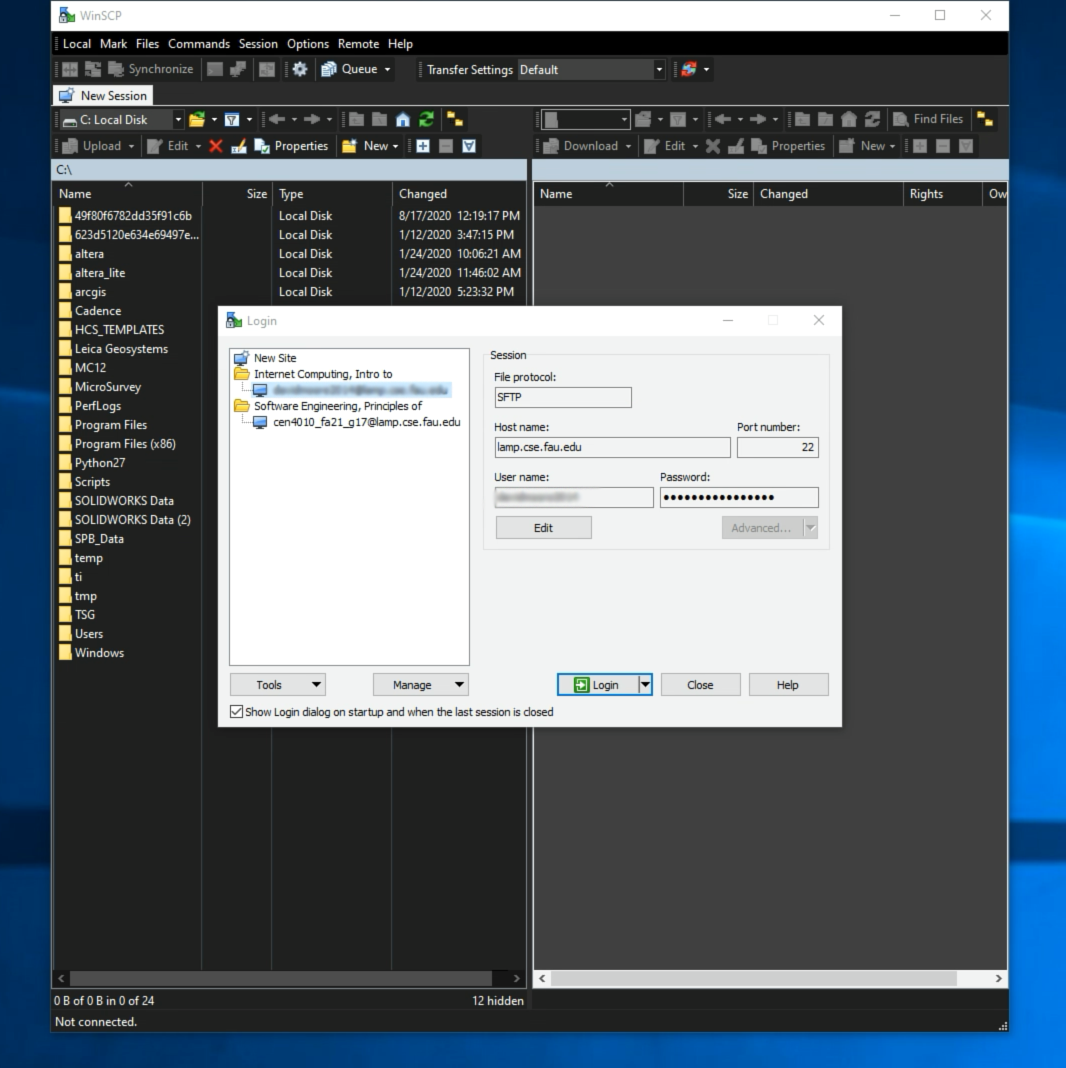 WinSCP
Local Mark Files Commands Session Options Remote Help
Synchronize Queue Transfer Settings Default
New Session
C: Local Disk Find Files
Upload Edit Properties New Download Edit Properties New
C:\
Name Size Type Changed Name Size Changed Rights Ow
49f80f6782dd35f91c6b Local Disk 8/17/2020 12:19:17 PM
623d5120e634e69497e... Local Disk 1/12/2020 3:47:15 PM
altera Local Disk 1/24/2020 10:06:21 AM
altera_lite Local Disk 1/24/2020 11:46:02 AM
arcgis Local Disk 1/12/2020 5:23:32 PM
Cadence
HCS_TEMPLATES
Leica Geosystems
MC12
MicroSurvey
PerfLogs
Program Files
Program Files (x86)
Python27
Scripts
SOLIDWORKS Data
SOLIDWORKS Data (2)
SPB_Data
temp
ti
tmp
TSG
Users
Windows
Login
New Site
Internet Computing, Intro to
Software Engineering, Principles of
cen4010_fa21_g17@lamp.cse.fau.edu
Session
File protocol:
SFTP
Host name: Port number:
lamp.cse.fau.edu 22
User name: Password:
••••••••••••••••
Edit Advanced...
Tools Manage Login Close Help
Show Login dialog on startup and when the last session is closed
0 B of 0 B in 0 of 24 12 hidden
Not connected.